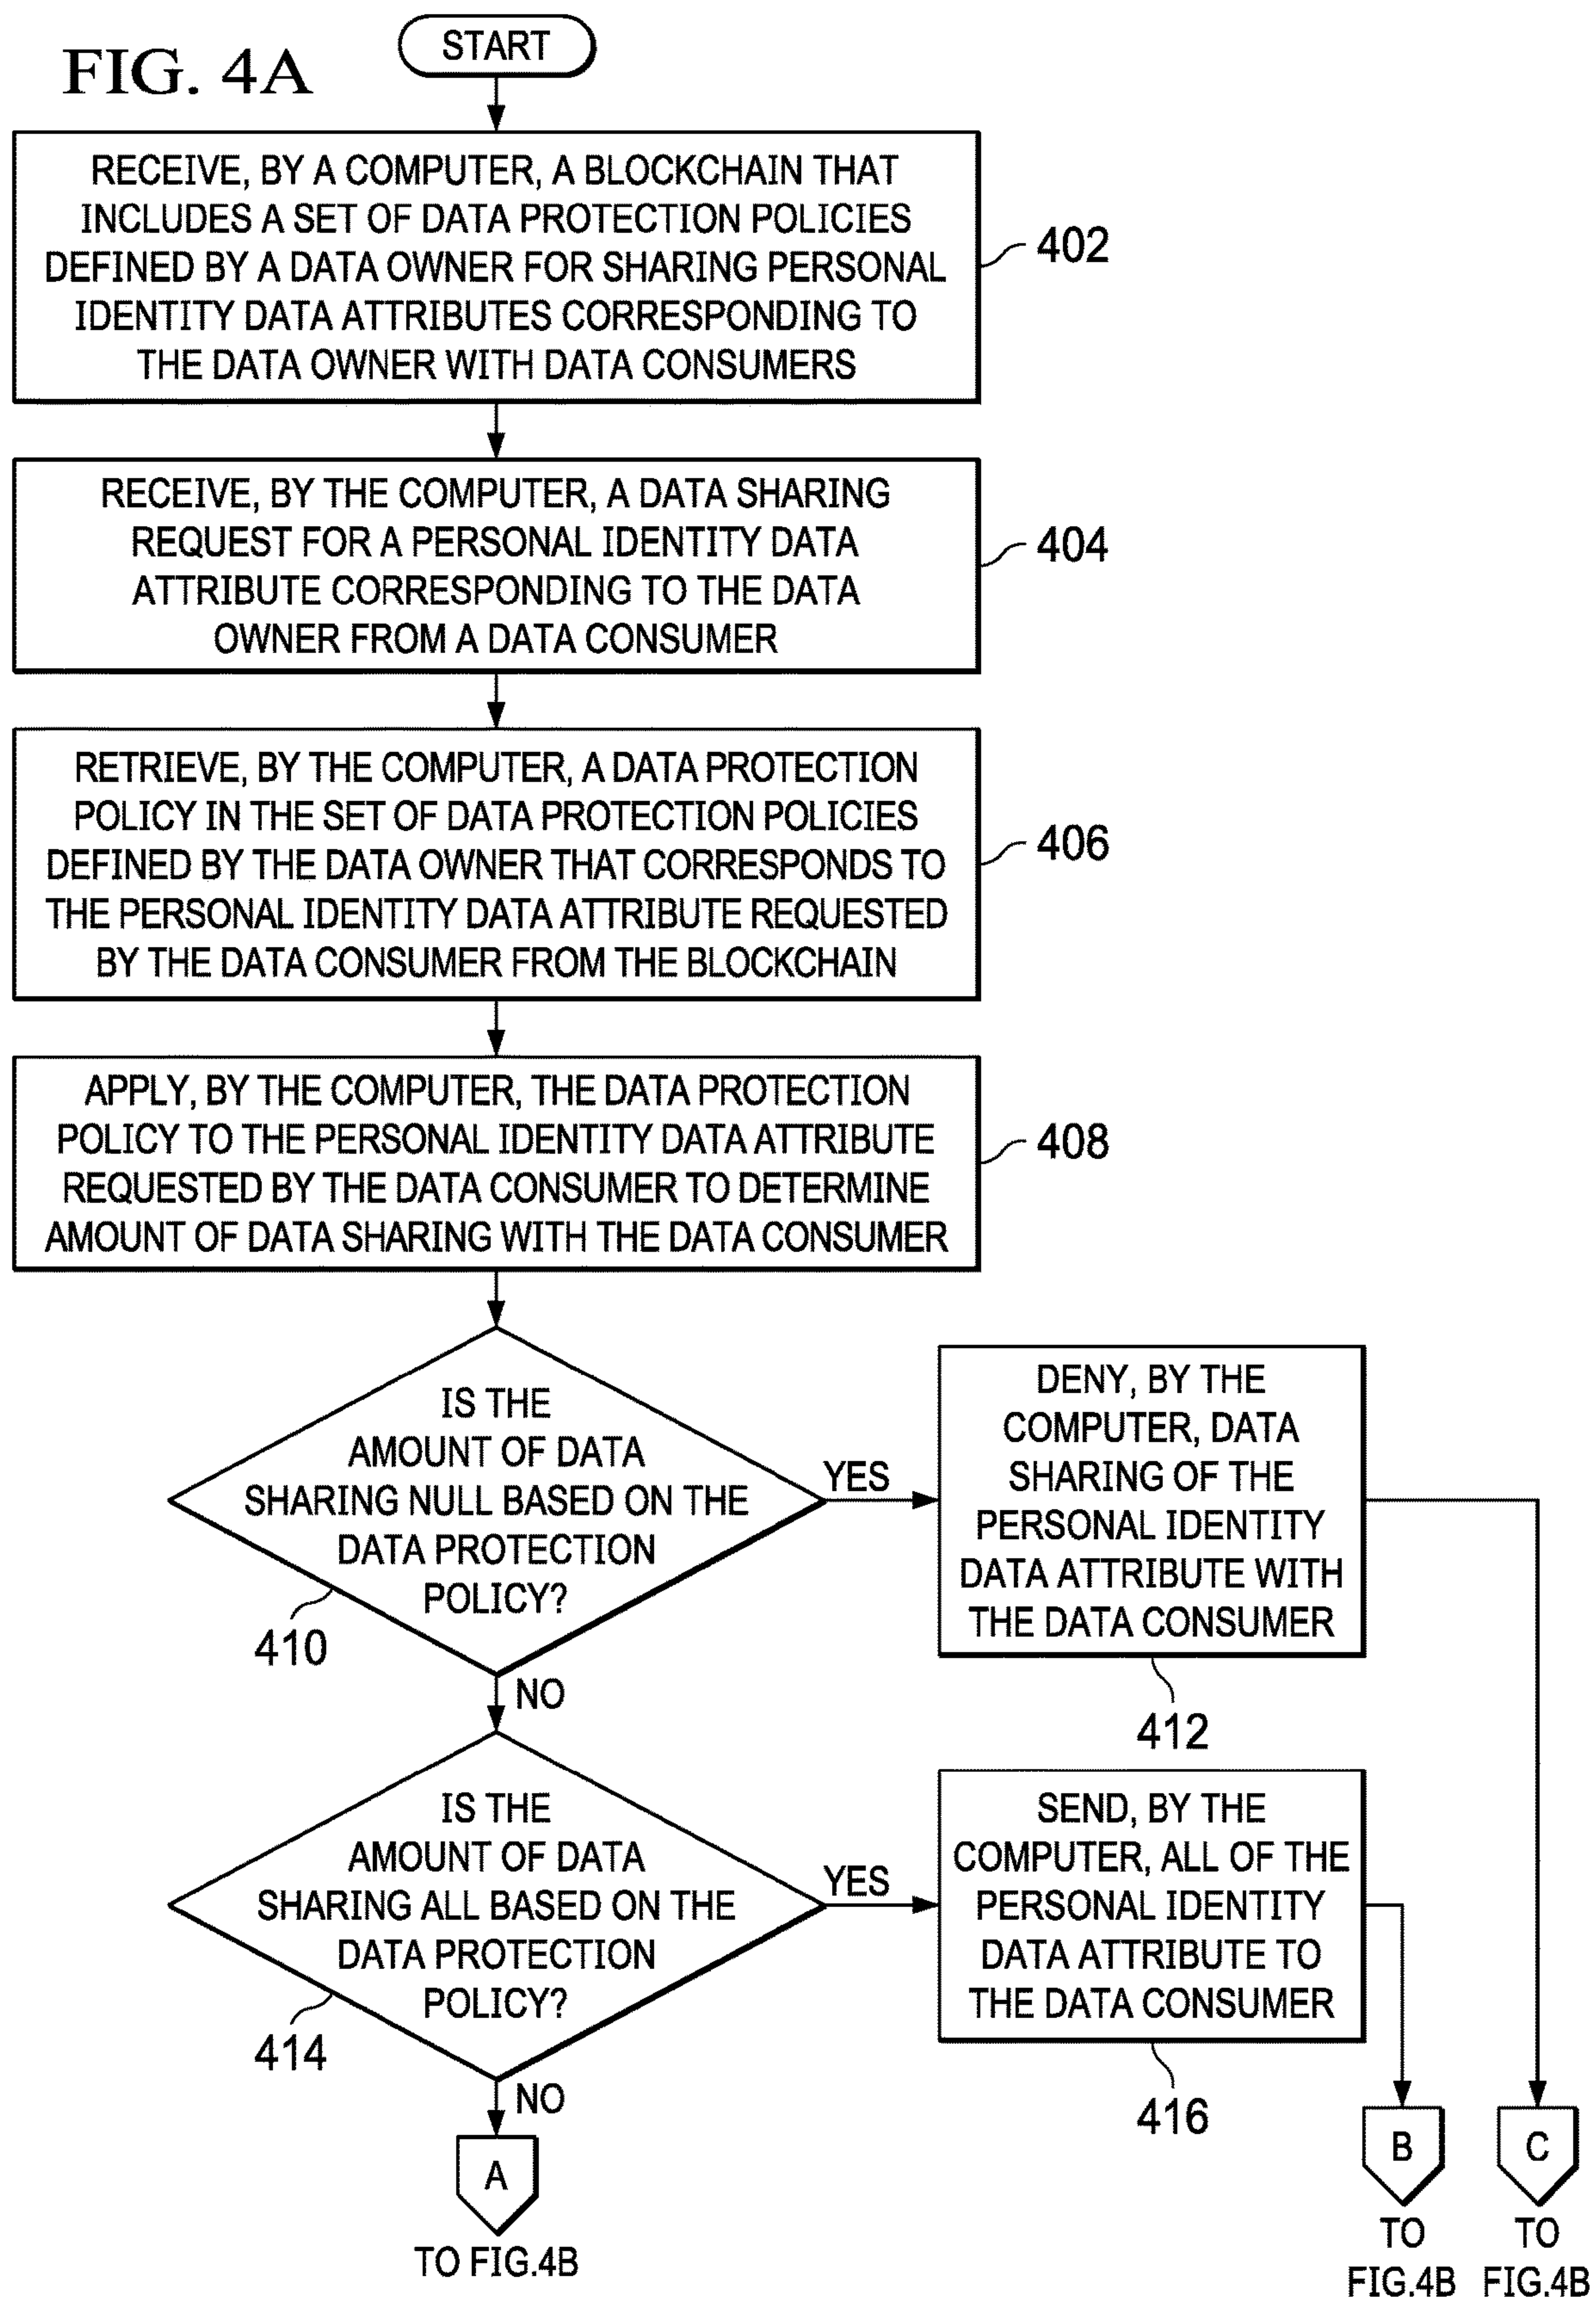 FIG. 4A
START
RECEIVE, BY A COMPUTER, A BLOCKCHAIN THAT
INCLUDES A SET OF DATA PROTECTION POLICIES
DEFINED BY A DATA OWNER FOR SHARING PERSONAL
IDENTITY DATA ATTRIBUTES CORRESPONDING TO
THE DATA OWNER WITH DATA CONSUMERS
402
RECEIVE, BY THE COMPUTER, A DATA SHARING
REQUEST FOR A PERSONAL IDENTITY DATA
ATTRIBUTE CORRESPONDING TO THE DATA
OWNER FROM A DATA CONSUMER
404
RETRIEVE, BY THE COMPUTER, A DATA PROTECTION
POLICY IN THE SET OF DATA PROTECTION POLICIES
DEFINED BY THE DATA OWNER THAT CORRESPONDS TO
THE PERSONAL IDENTITY DATA ATTRIBUTE REQUESTED
BY THE DATA CONSUMER FROM THE BLOCKCHAIN
406
APPLY, BY THE COMPUTER, THE DATA PROTECTION
POLICY TO THE PERSONAL IDENTITY DATA ATTRIBUTE
REQUESTED BY THE DATA CONSUMER TO DETERMINE
AMOUNT OF DATA SHARING WITH THE DATA CONSUMER
408
IS THE
AMOUNT OF DATA
SHARING NULL BASED ON THE
DATA PROTECTION
POLICY?
410
YES
DENY, BY THE
COMPUTER, DATA
SHARING OF THE
PERSONAL IDENTITY
DATA ATTRIBUTE WITH
THE DATA CONSUMER
412
NO
IS THE
AMOUNT OF DATA
SHARING ALL BASED ON THE
DATA PROTECTION
POLICY?
414
YES
SEND, BY THE
COMPUTER, ALL OF THE
PERSONAL IDENTITY
DATA ATTRIBUTE TO
THE DATA CONSUMER
416
NO
A
TO FIG.4B
B
TO
FIG.4B
C
TO
FIG.4B